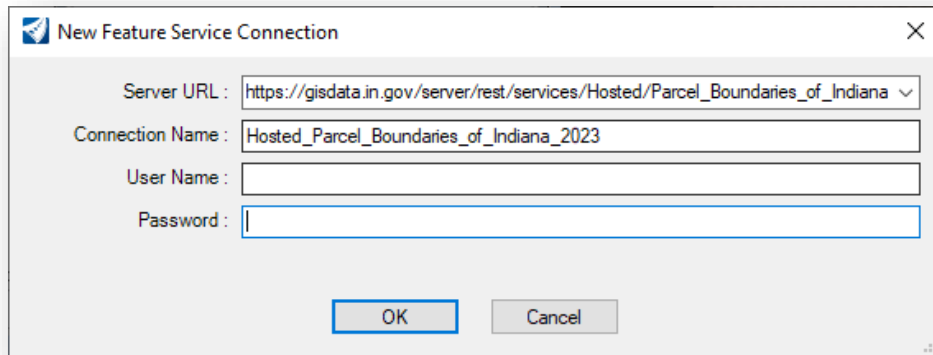 New Feature Service Connection
Server URL : https://gisdata.in.gov/server/rest/services/Hosted/Parcel_Boundaries_of_Indiana
Connection Name : Hosted_Parcel_Boundaries_of_Indiana_2023
User Name :
Password :
OK Cancel